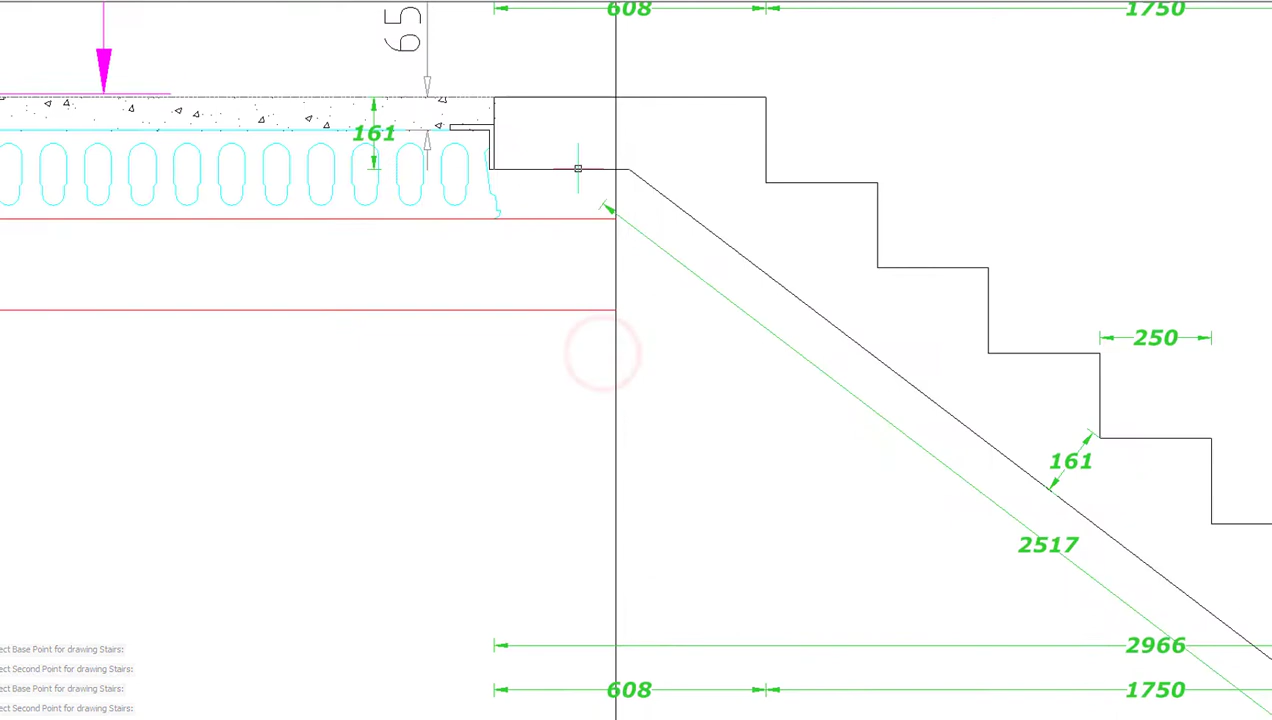 608
1750
65
161
250
161
2517
2966
608
1750
ect Base Point for drawing Stairs:
ect Second Point for drawing Stairs:
ect Base Point for drawing Stairs:
ect Second Point for drawing Stairs: